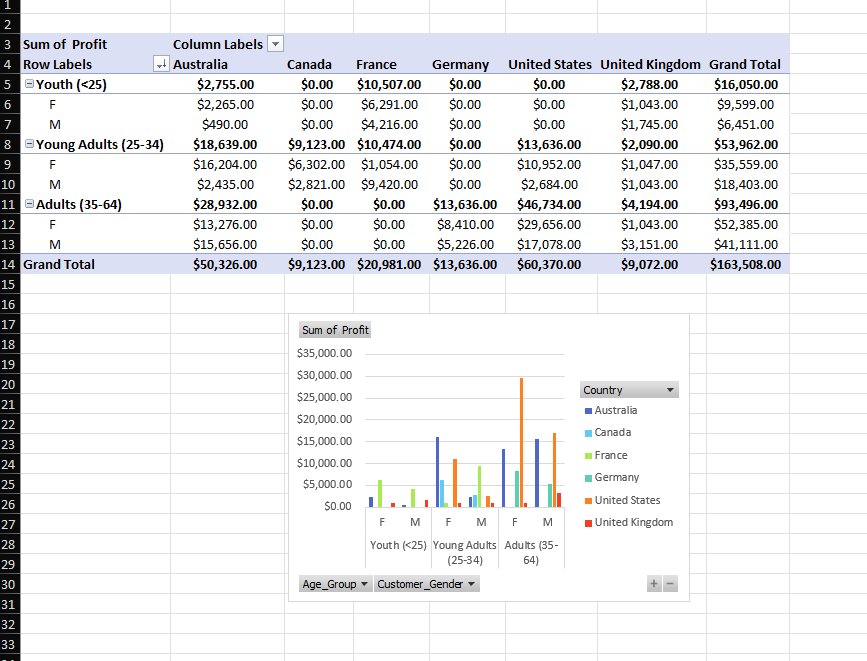 1
2
3 Sum of Profit Column Labels
4 Row Labels Australia Canada France Germany United States United Kingdom Grand Total
5 Youth (<25) $2,755.00 $0.00 $10,507.00 $0.00 $0.00 $2,788.00 $16,050.00
6 F $2,265.00 $0.00 $6,291.00 $0.00 $0.00 $1,043.00 $9,599.00
7 M $490.00 $0.00 $4,216.00 $0.00 $0.00 $1,745.00 $6,451.00
8 Young Adults (25-34) $18,639.00 $9,123.00 $10,474.00 $0.00 $13,636.00 $2,090.00 $53,962.00
9 F $16,204.00 $6,302.00 $1,054.00 $0.00 $10,952.00 $1,047.00 $35,559.00
10 M $2,435.00 $2,821.00 $9,420.00 $0.00 $2,684.00 $1,043.00 $18,403.00
11 Adults (35-64) $28,932.00 $0.00 $0.00 $13,636.00 $46,734.00 $4,194.00 $93,496.00
12 F $13,276.00 $0.00 $0.00 $8,410.00 $29,656.00 $1,043.00 $52,385.00
13 M $15,656.00 $0.00 $0.00 $5,226.00 $17,078.00 $3,151.00 $41,111.00
14 Grand Total $50,326.00 $9,123.00 $20,981.00 $13,636.00 $60,370.00 $9,072.00 $163,508.00
15
16
17
18
19
20
21
22
23
24
25
26
27
28
29
30
31
32
33
Sum of Profit
$35,000.00
$30,000.00
$25,000.00
$20,000.00
$15,000.00
$10,000.00
$5,000.00
$0.00
F M F M F M
Youth (<25) Young Adults Adults (35-
(25-34) 64)
Country
Australia
Canada
France
Germany
United States
United Kingdom
Age_Group Customer_Gender + −